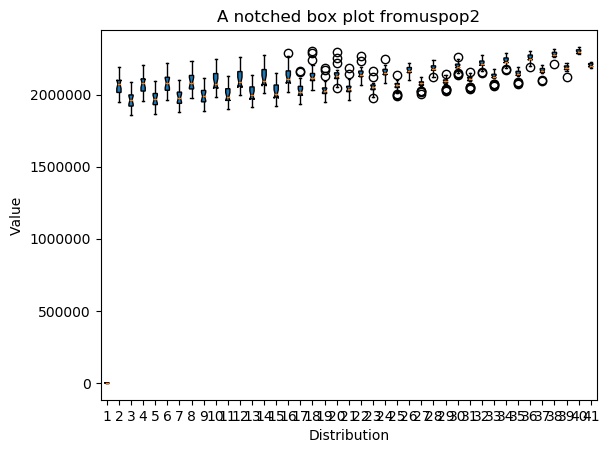 A notched box plot fromuspop2
Value
2000000
1500000
1000000
500000
0
1 2 3 4 5 6 7 8 9 10 11 12 13 14 15 16 17 18 19 20 21 22 23 24 25 26 27 28 29 30 31 32 33 34 35 36 37 38 39 40 41
Distribution